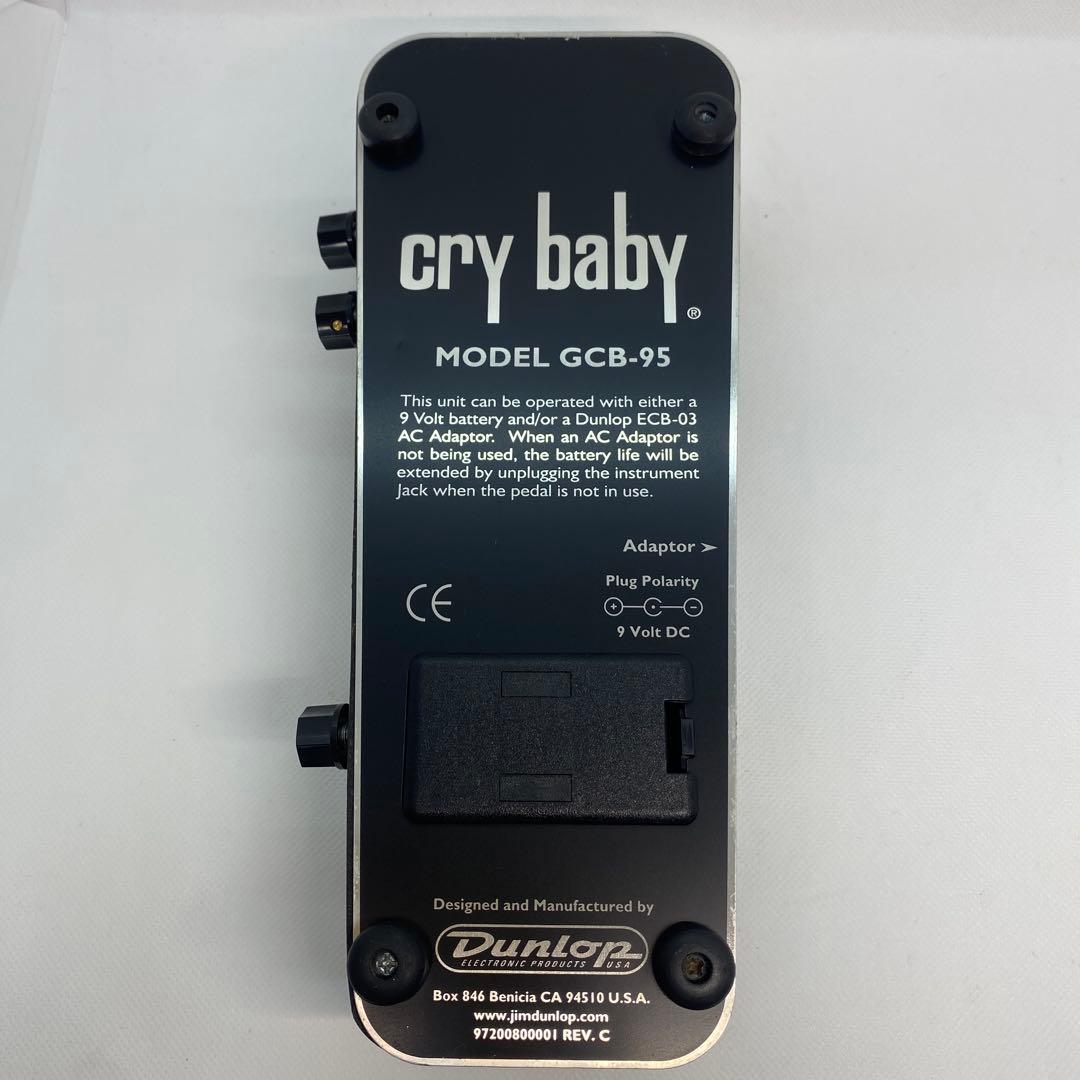 cry baby®
MODEL GCB-95
This unit can be operated with either a
9 Volt battery and/or a Dunlop ECB-03
AC Adaptor. When an AC Adaptor is
not being used, the battery life will be
extended by unplugging the instrument
Jack when the pedal is not in use.
Adaptor ➤
Plug Polarity
9 Volt DC
CE
Designed and Manufactured by
Dunlop
ELECTRONIC PRODUCTS USA
Box 846 Benicia CA 94510 U.S.A.
www.jimdunlop.com
97200800001 REV. C